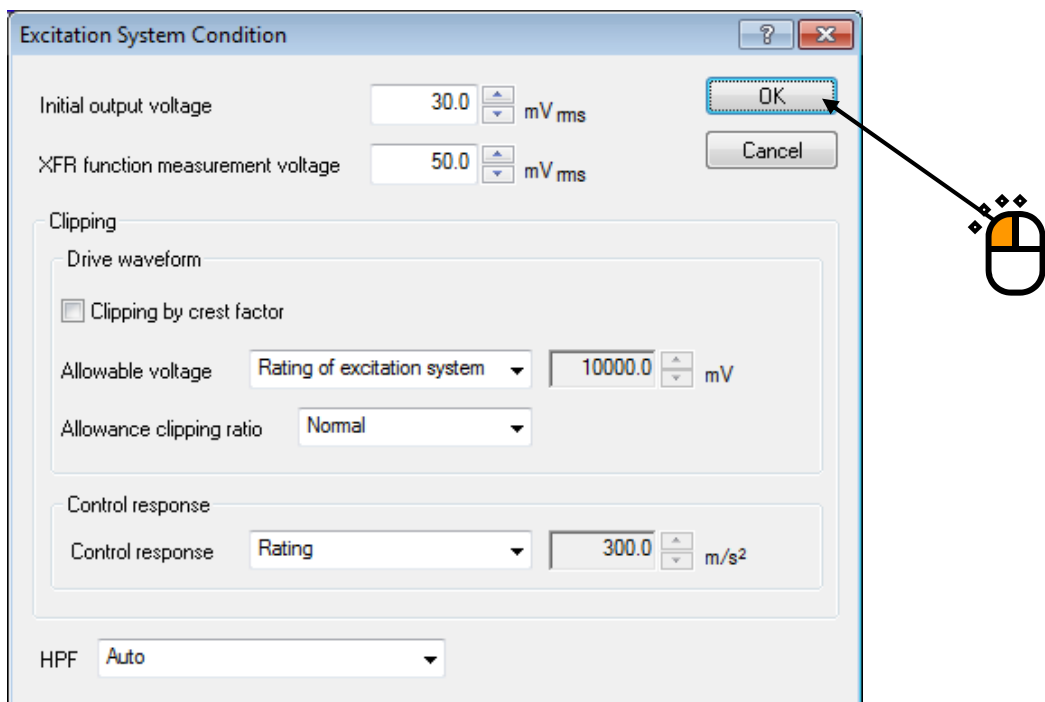 Excitation System Condition
Initial output voltage 30.0 mV rms
OK
XFR function measurement voltage 50.0 mV rms
Cancel
Clipping
Drive waveform
Clipping by crest factor
Allowable voltage Rating of excitation system 10000.0 mV
Allowance clipping ratio Normal
Control response
Control response Rating 300.0 m/s²
HPF Auto